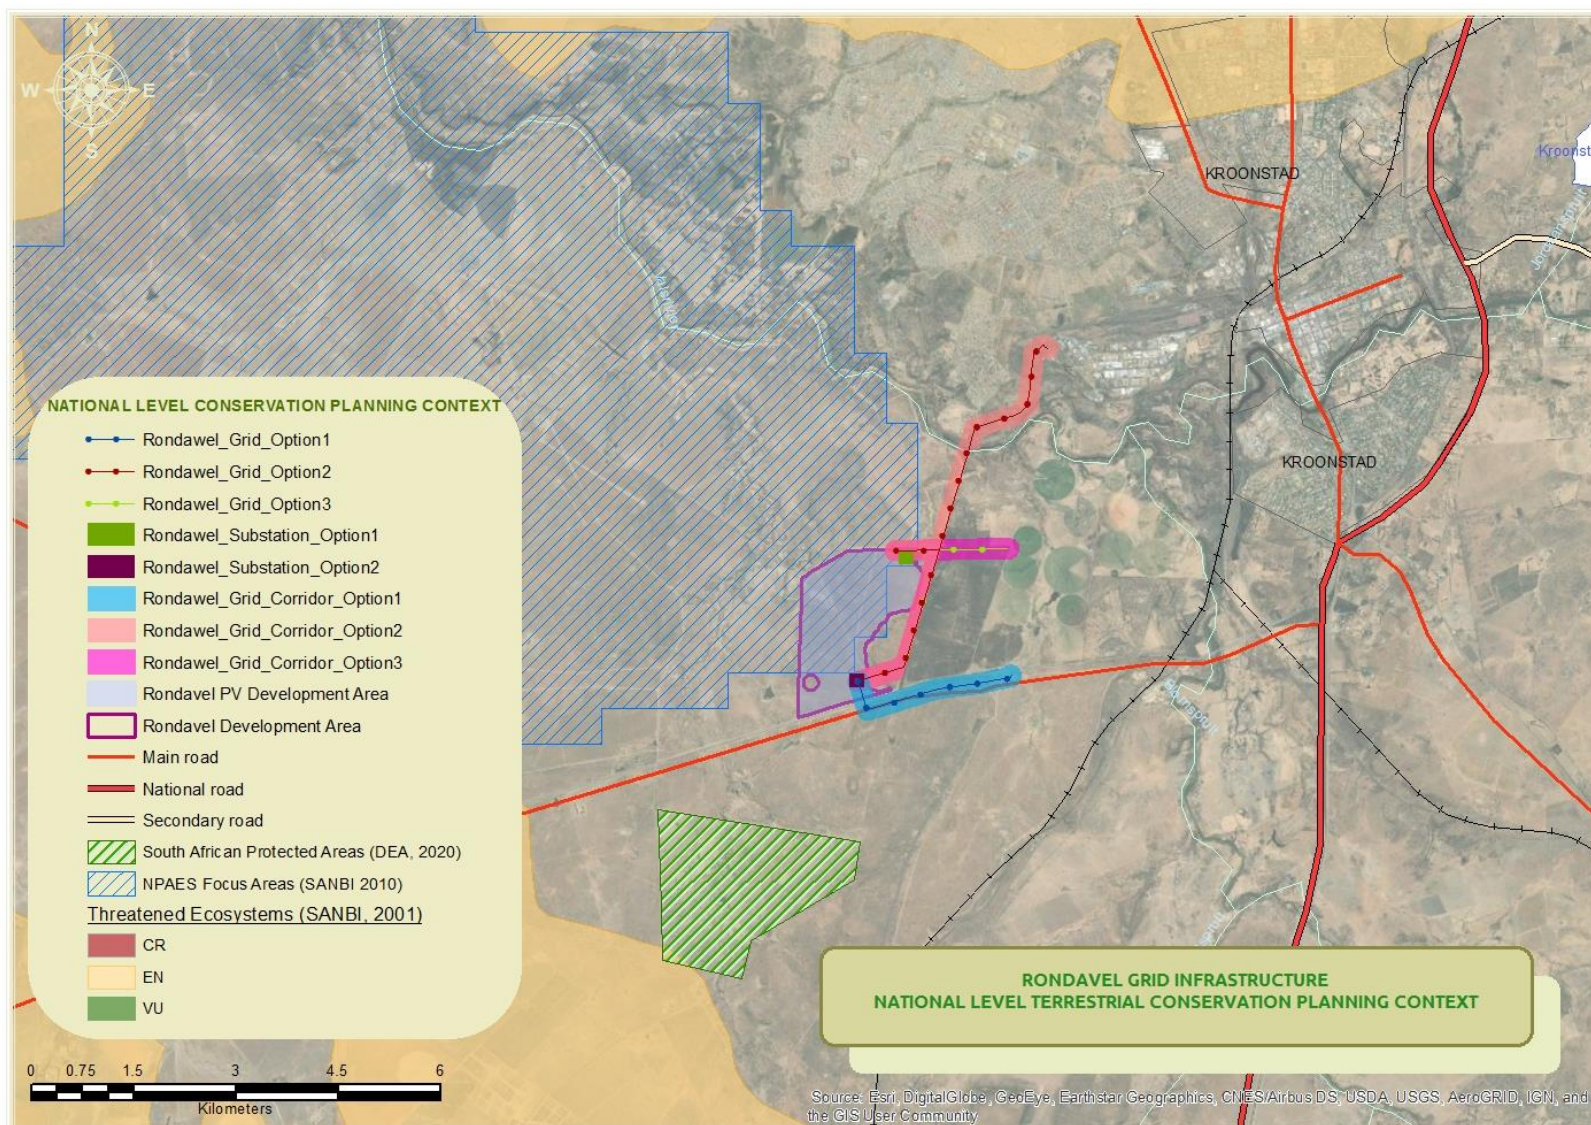 N
W
E
S
KROONSTAD
Kroonst
Jordaanspruit
KROONSTAD
NATIONAL LEVEL CONSERVATION PLANNING CONTEXT
Rondawel_Grid_Option1
Rondawel_Grid_Option2
Rondawel_Grid_Option3
Rondawel_Substation_Option1
Rondawel_Substation_Option2
Rondawel_Grid_Corridor_Option1
Rondawel_Grid_Corridor_Option2
Rondawel_Grid_Corridor_Option3
Rondavel PV Development Area
Rondavel Development Area
Main road
National road
Secondary road
South African Protected Areas (DEA, 2020)
NPAES Focus Areas (SANBI 2010)
Threatened Ecosystems (SANBI, 2001)
CR
EN
VU
RONDAVEL GRID INFRASTRUCTURE
NATIONAL LEVEL TERRESTRIAL CONSERVATION PLANNING CONTEXT
0 0.75 1.5 3 4.5 6
Kilometers
Source: Esri, DigitalGlobe, GeoEye, Earthstar Geographics, CNES/Airbus DS, USDA, USGS, AeroGRID, IGN, and
the GIS User Community